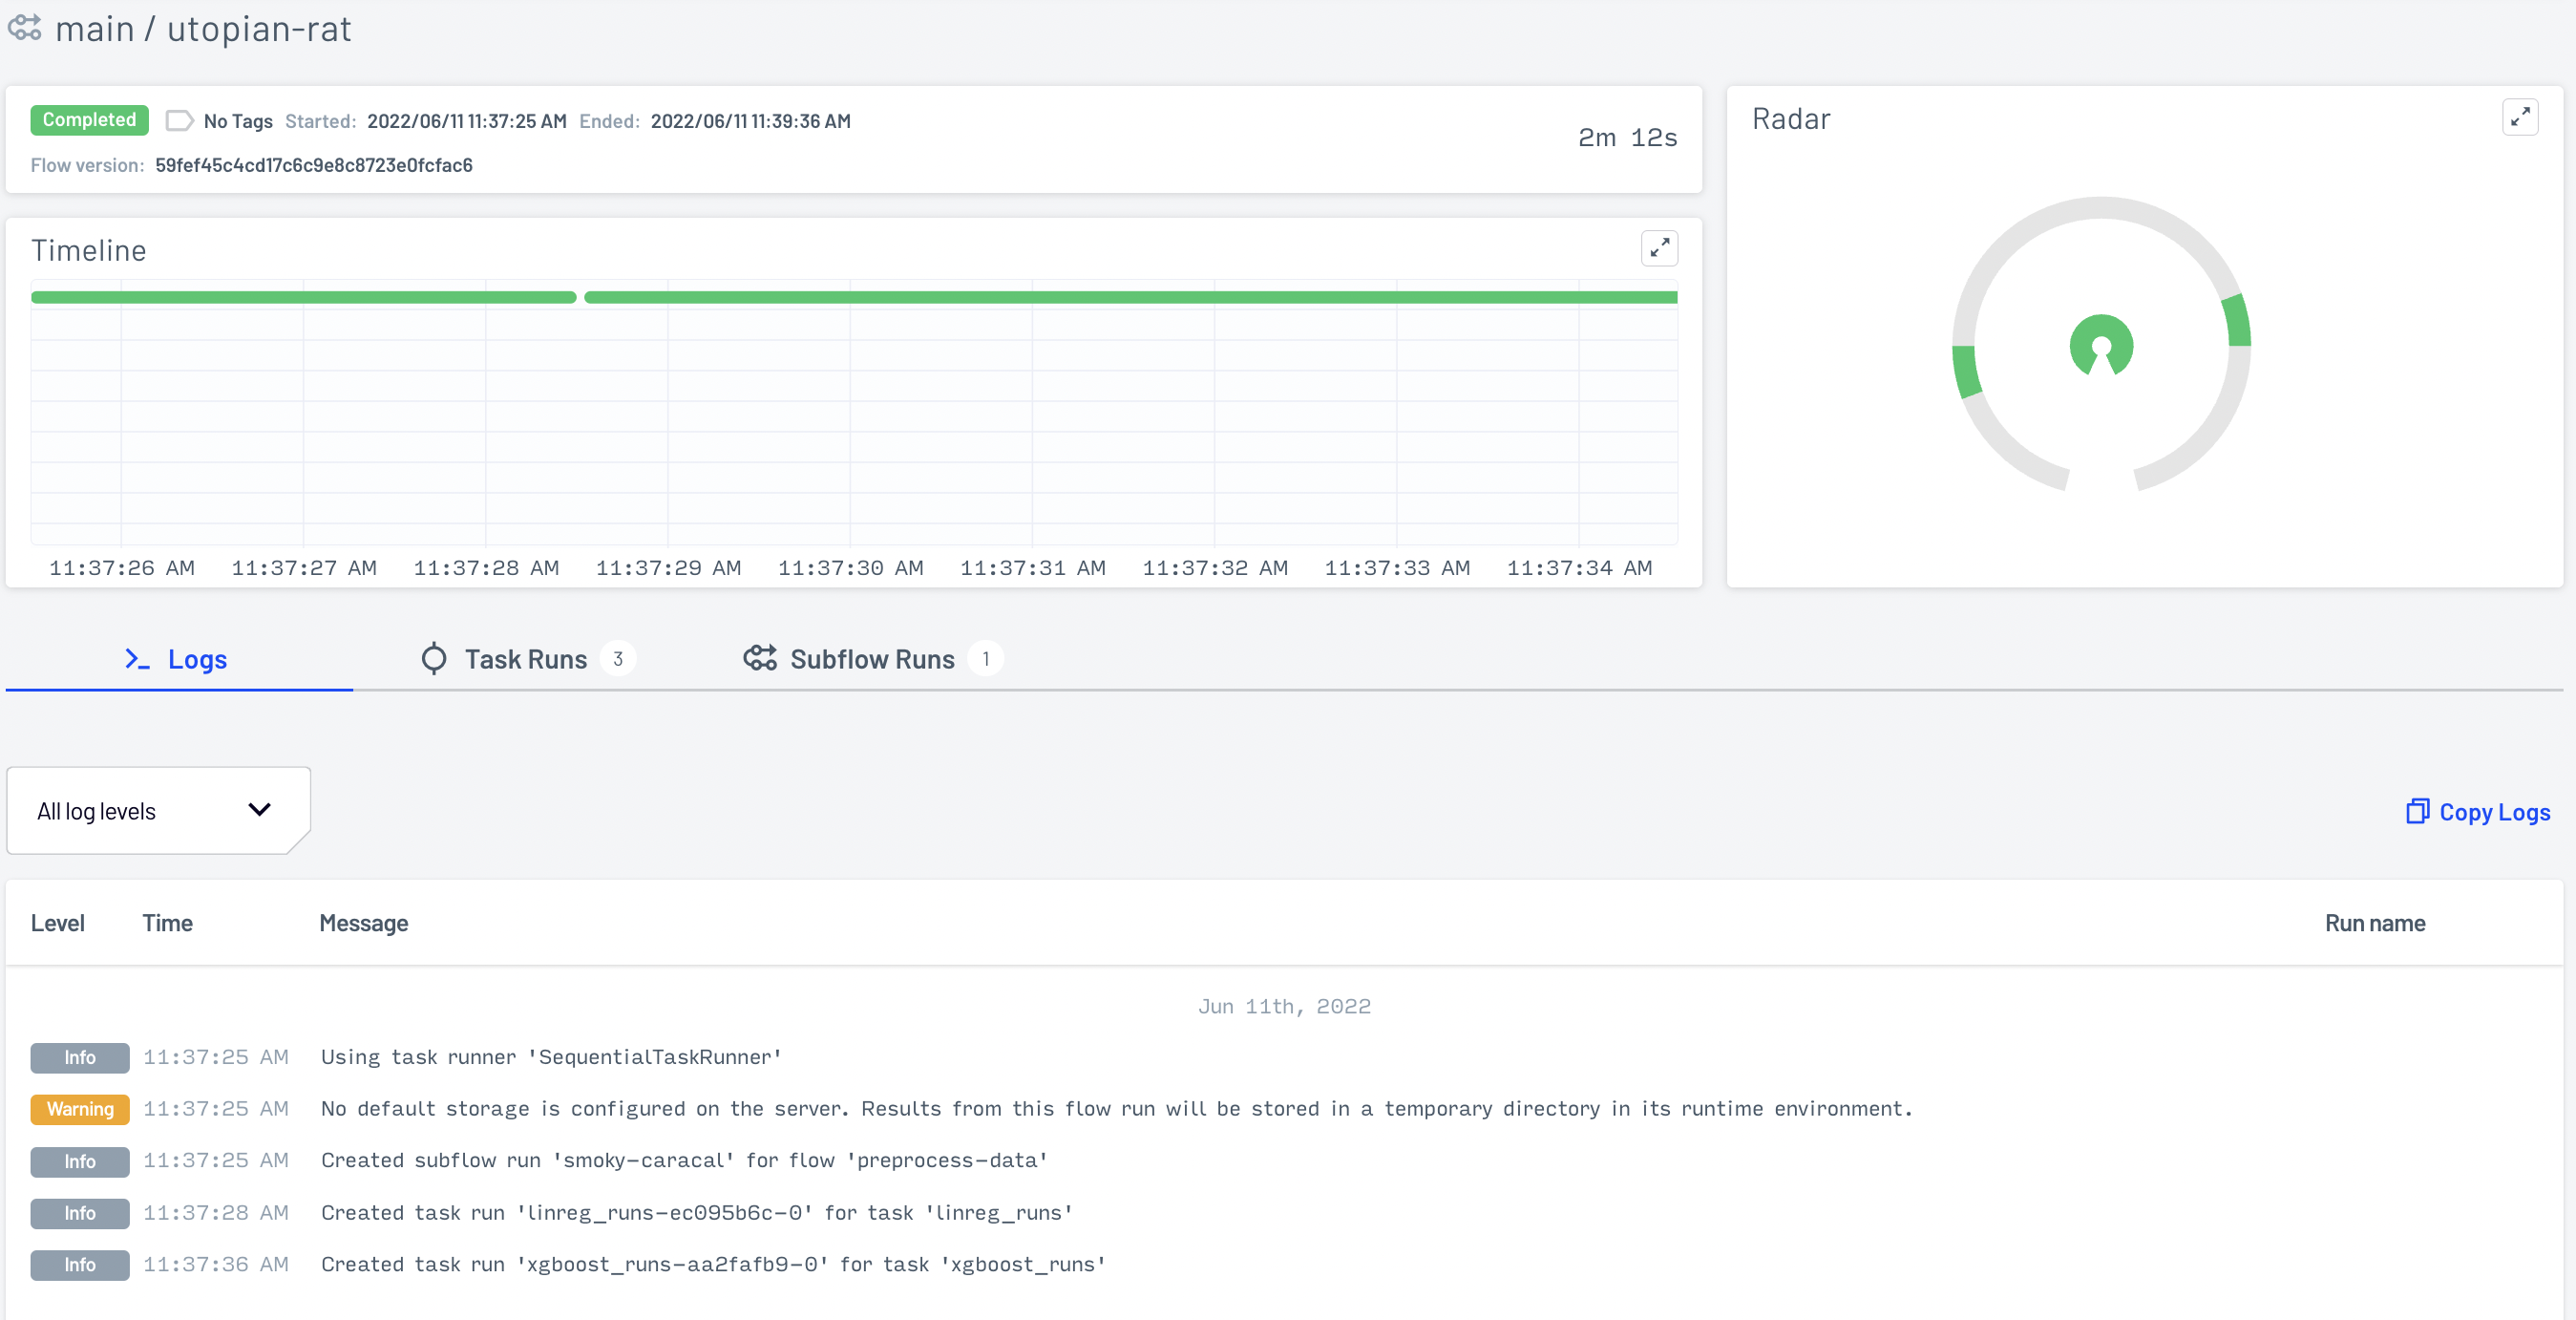 main / utopian-rat
Completed No Tags Started: 2022/06/11 11:37:25 AM Ended: 2022/06/11 11:39:36 AM
2m 12s
Flow version: 59fef45c4cd17c6c9e8c8723e0fcfac6
Radar
Timeline
11:37:26 AM 11:37:27 AM 11:37:28 AM 11:37:29 AM 11:37:30 AM 11:37:31 AM 11:37:32 AM 11:37:33 AM 11:37:34 AM
Logs Task Runs 3 Subflow Runs 1
All log levels
Copy Logs
Level Time Message Run name
Jun 11th, 2022
Info 11:37:25 AM Using task runner 'SequentialTaskRunner'
Warning 11:37:25 AM No default storage is configured on the server. Results from this flow run will be stored in a temporary directory in its runtime environment.
Info 11:37:25 AM Created subflow run 'smoky-caracal' for flow 'preprocess-data'
Info 11:37:28 AM Created task run 'linreg_runs-ec095b6c-0' for task 'linreg_runs'
Info 11:37:36 AM Created task run 'xgboost_runs-aa2fafb9-0' for task 'xgboost_runs'